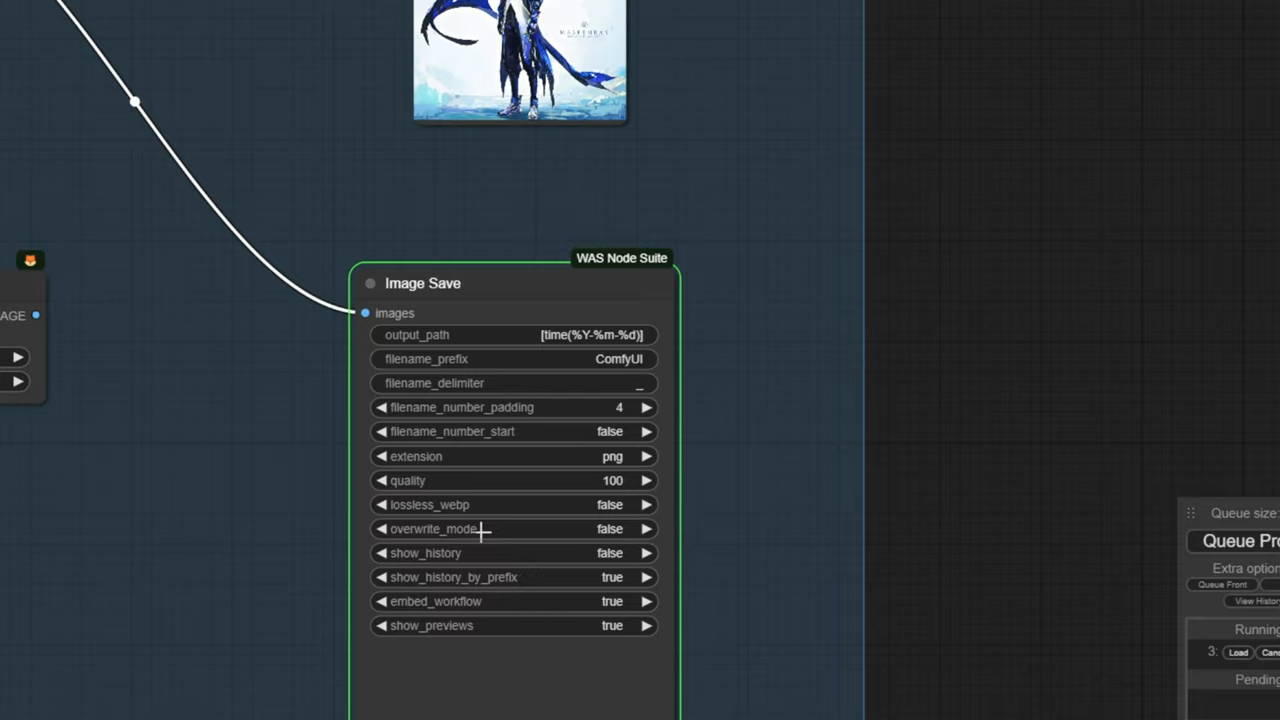 WAS Node Suite
Image Save
AGE
images
output_path [time(%Y-%m-%d)]
filename_prefix ComfyUI
filename_delimiter _
filename_number_padding 4
filename_number_start false
extension png
quality 100
lossless_webp false
overwrite_mode false
show_history false
show_history_by_prefix true
embed_workflow true
show_previews true
Queue size:
Queue Pro
Extra option
Queue Front
View Histor
Running
3: Load Canc
Pending